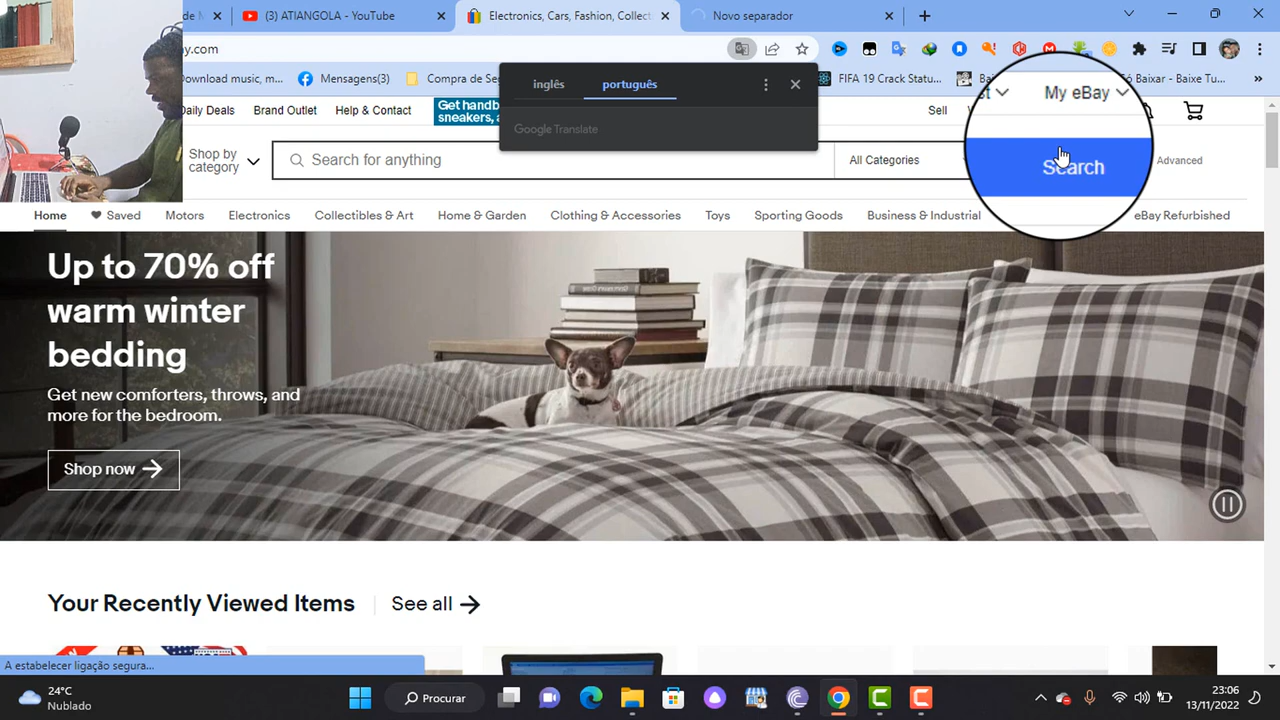 de M
(3) ATIANGOLA - YouTube
Electronics, Cars, Fashion, Collect
Novo separador
y.com
Download music, m...
Mensagens(3)
Compra de Se
FIFA 19 Crack Statu...
Só Baixar - Baixe Tu...
inglês
português
Google Translate
Daily Deals
Brand Outlet
Help & Contact
Get handb
sneakers, a
Sell
My eBay
Shop by
category
Search for anything
All Categories
Search
Advanced
Home
Saved
Motors
Electronics
Collectibles & Art
Home & Garden
Clothing & Accessories
Toys
Sporting Goods
Business & Industrial
eBay Refurbished
Up to 70% off
warm winter
bedding
Get new comforters, throws, and
more for the bedroom.
Shop now
Your Recently Viewed Items
See all
A estabelecer ligação segura...
24°C
Nublado
Procurar
23:06
13/11/2022